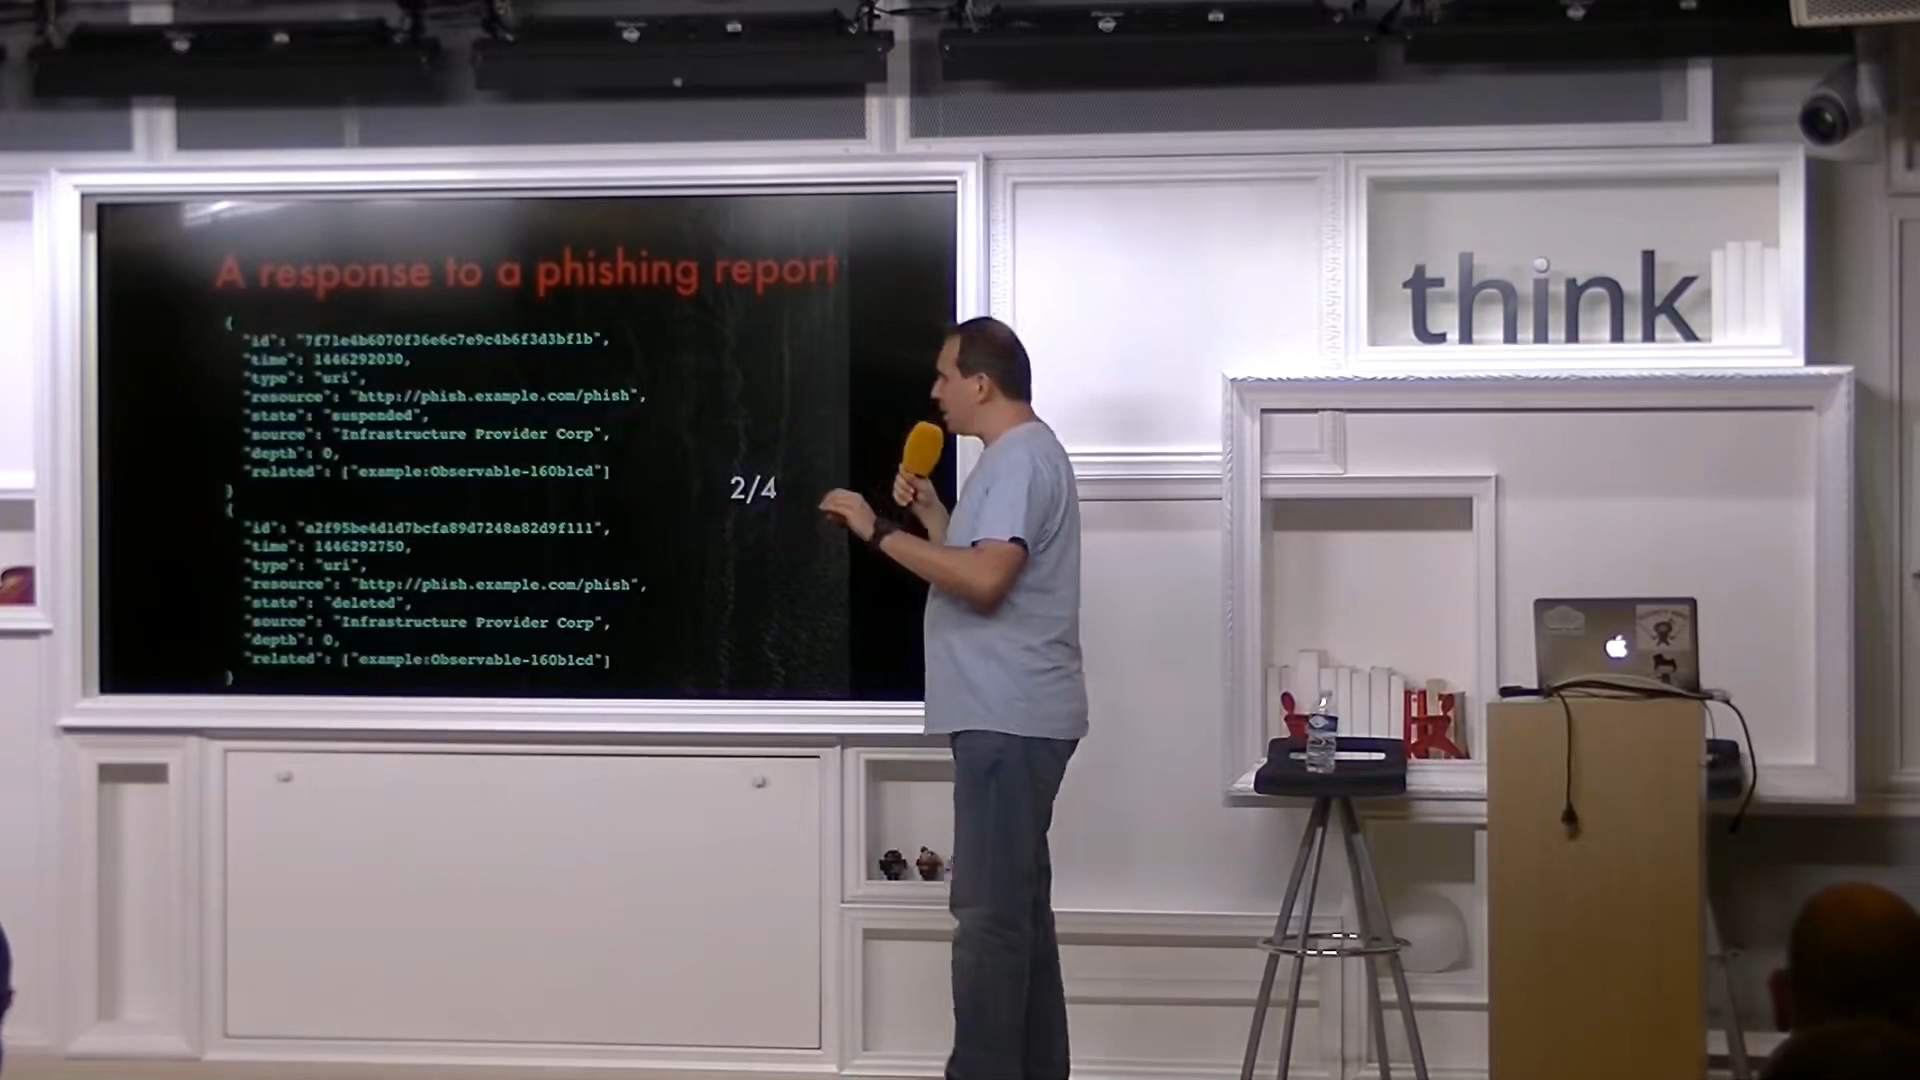 A response to a phishing report
{
"id": "7f71e4b6070f36e6c7e9c4b6f3d3bf1b",
"time": 1446292030,
"type": "uri",
"resource": "http://phish.example.com/phish",
"state": "suspended",
"source": "Infrastructure Provider Corp",
"depth": 0,
"related": ["example:Observable-160b1cd"]
}
{
"id": "a2f95be4d1d7bcfa89d7248a82d9f111",
"time": 1446292750,
"type": "uri",
"resource": "http://phish.example.com/phish",
"state": "deleted",
"source": "Infrastructure Provider Corp",
"depth": 0,
"related": ["example:Observable-160b1cd"]
}
2/4
think